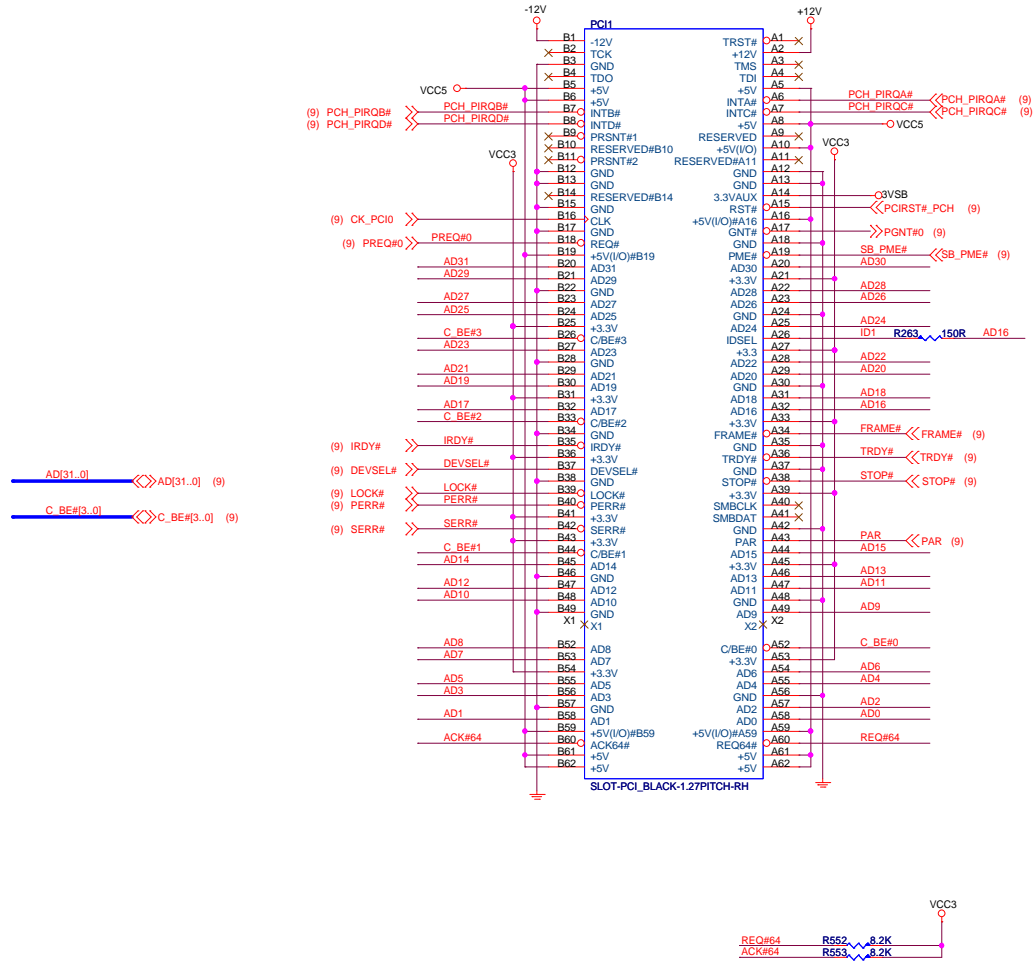 -12V +12V
PCI1
B1 -12V TRST# A1
B2 TCK +12V A2
B3 GND TMS A3
B4 TDO TDI A4
VCC5 B5 +5V +5V A5
B6 +5V INTA# A6 PCH_PIRQA# PCH_PIRQA# (9)
(9) PCH_PIRQB# PCH_PIRQB# B7 INTB# INTC# A7 PCH_PIRQC# PCH_PIRQC# (9)
(9) PCH_PIRQD# PCH_PIRQD# B8 INTD# +5V A8 VCC5
B9 PRSNT#1 RESERVED A9
B10 RESERVED#B10 +5V(I/O) A10
VCC3 B11 PRSNT#2 RESERVED#A11 A11 VCC3
B12 GND GND A12
B13 GND GND A13
B14 RESERVED#B14 3.3VAUX A14 3VSB
B15 GND RST# A15 PCIRST#_PCH (9)
(9) CK_PCI0 B16 CLK +5V(I/O)#A16 A16
B17 GND GNT# A17 PGNT#0 (9)
(9) PREQ#0 PREQ#0 B18 REQ# GND A18
B19 +5V(I/O)#B19 PME# A19 SB_PME# SB_PME# (9)
AD31 B20 AD31 AD30 A20 AD30
AD29 B21 AD29 +3.3V A21
B22 GND AD28 A22 AD28
AD27 B23 AD27 AD26 A23 AD26
AD25 B24 AD25 GND A24
B25 +3.3V AD24 A25 AD24
C_BE#3 B26 C/BE#3 IDSEL A26 ID1 R263 150R AD16
AD23 B27 AD23 +3.3 A27
B28 GND AD22 A28 AD22
AD21 B29 AD21 AD20 A29 AD20
AD19 B30 AD19 GND A30
B31 +3.3V AD18 A31 AD18
AD17 B32 AD17 AD16 A32 AD16
C_BE#2 B33 C/BE#2 +3.3V A33
B34 GND FRAME# A34 FRAME# FRAME# (9)
(9) IRDY# IRDY# B35 IRDY# GND A35
B36 +3.3V TRDY# A36 TRDY# TRDY# (9)
(9) DEVSEL# DEVSEL# B37 DEVSEL# GND A37
AD[31..0] AD[31..0] (9) B38 GND STOP# A38 STOP# STOP# (9)
(9) LOCK# LOCK# B39 LOCK# +3.3V A39
(9) PERR# PERR# B40 PERR# SMBCLK A40
C_BE#[3..0] C_BE#[3..0] (9) B41 +3.3V SMBDAT A41
(9) SERR# SERR# B42 SERR# GND A42
B43 +3.3V PAR A43 PAR PAR (9)
C_BE#1 B44 C/BE#1 AD15 A44 AD15
AD14 B45 AD14 +3.3V A45
B46 GND AD13 A46 AD13
AD12 B47 AD12 AD11 A47 AD11
AD10 B48 AD10 GND A48
B49 GND AD9 A49 AD9
X1 X1 X2 X2
AD8 B52 AD8 C/BE#0 A52 C_BE#0
AD7 B53 AD7 +3.3V A53
B54 +3.3V AD6 A54 AD6
AD5 B55 AD5 AD4 A55 AD4
AD3 B56 AD3 GND A56
B57 GND AD2 A57 AD2
AD1 B58 AD1 AD0 A58 AD0
B59 +5V(I/O)#B59 +5V(I/O)#A59 A59
ACK#64 B60 ACK64# REQ64# A60 REQ#64
B61 +5V +5V A61
B62 +5V +5V A62
SLOT-PCI_BLACK-1.27PITCH-RH
VCC3
REQ#64 R552 8.2K
ACK#64 R553 8.2K